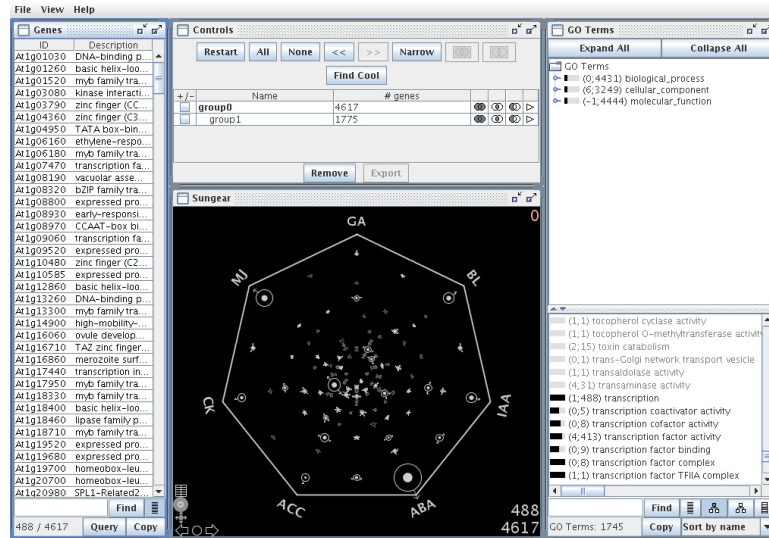 File View Help
Genes
ID Description
At1g01030 DNA-binding p...
At1g01260 basic helix-loo...
At1g01520 myb family tra...
At1g03080 kinase interacti...
At1g03790 zinc finger (CC...
At1g04360 zinc finger (C3...
At1g04950 TATA box-bin...
At1g06160 ethylene-respo...
At1g06180 myb family tra...
At1g07470 transcription fa...
At1g08190 vacuolar asse...
At1g08320 bZIP family tra...
At1g08800 expressed pro...
At1g08930 early-responsi...
At1g08970 CCAAT-box bi...
At1g09060 transcription fa...
At1g09520 expressed pro...
At1g10480 zinc finger (C2...
At1g10585 expressed pro...
At1g12860 basic helix-loo...
At1g13260 DNA-binding p...
At1g13300 myb family tra...
At1g14900 high-mobility-...
At1g16060 ovule develop...
At1g16710 TAZ zinc finger...
At1g16860 merozoite surf...
At1g17440 transcription in...
At1g17950 myb family tra...
At1g18330 myb family tra...
At1g18400 basic helix-loo...
At1g18460 lipase family p...
At1g18710 myb family tra...
At1g19520 expressed pro...
At1g19680 expressed pro...
At1g19700 homeobox-leu...
At1g20700 homeobox-leu...
At1g20980 SPL1-Related2...
Find
488 / 4617 Query Copy
Controls
Restart All None << >> Narrow
Find Cool
+/- Name # genes
group0 4617
group1 1775
Remove Export
Sungear
0
GA
MJ BL
CK IAA
ACC ABA
488
4617
GO Terms
Expand All Collapse All
GO Terms
(0;4431) biological_process
(6;3249) cellular_component
(-1;4444) molecular_function
(1;1) tocopherol cyclase activity
(1;1) tocopherol O-methyltransferase activit
(2;15) toxin catabolism
(0;1) trans-Golgi network transport vesicle
(1;1) transaldolase activity
(4;31) transaminase activity
(1;488) transcription
(0;5) transcription coactivator activity
(0;8) transcription cofactor activity
(4;413) transcription factor activity
(0;9) transcription factor binding
(0;8) transcription factor complex
(1;1) transcription factor TFIIA complex
Find
GO Terms: 1745 Copy Sort by name